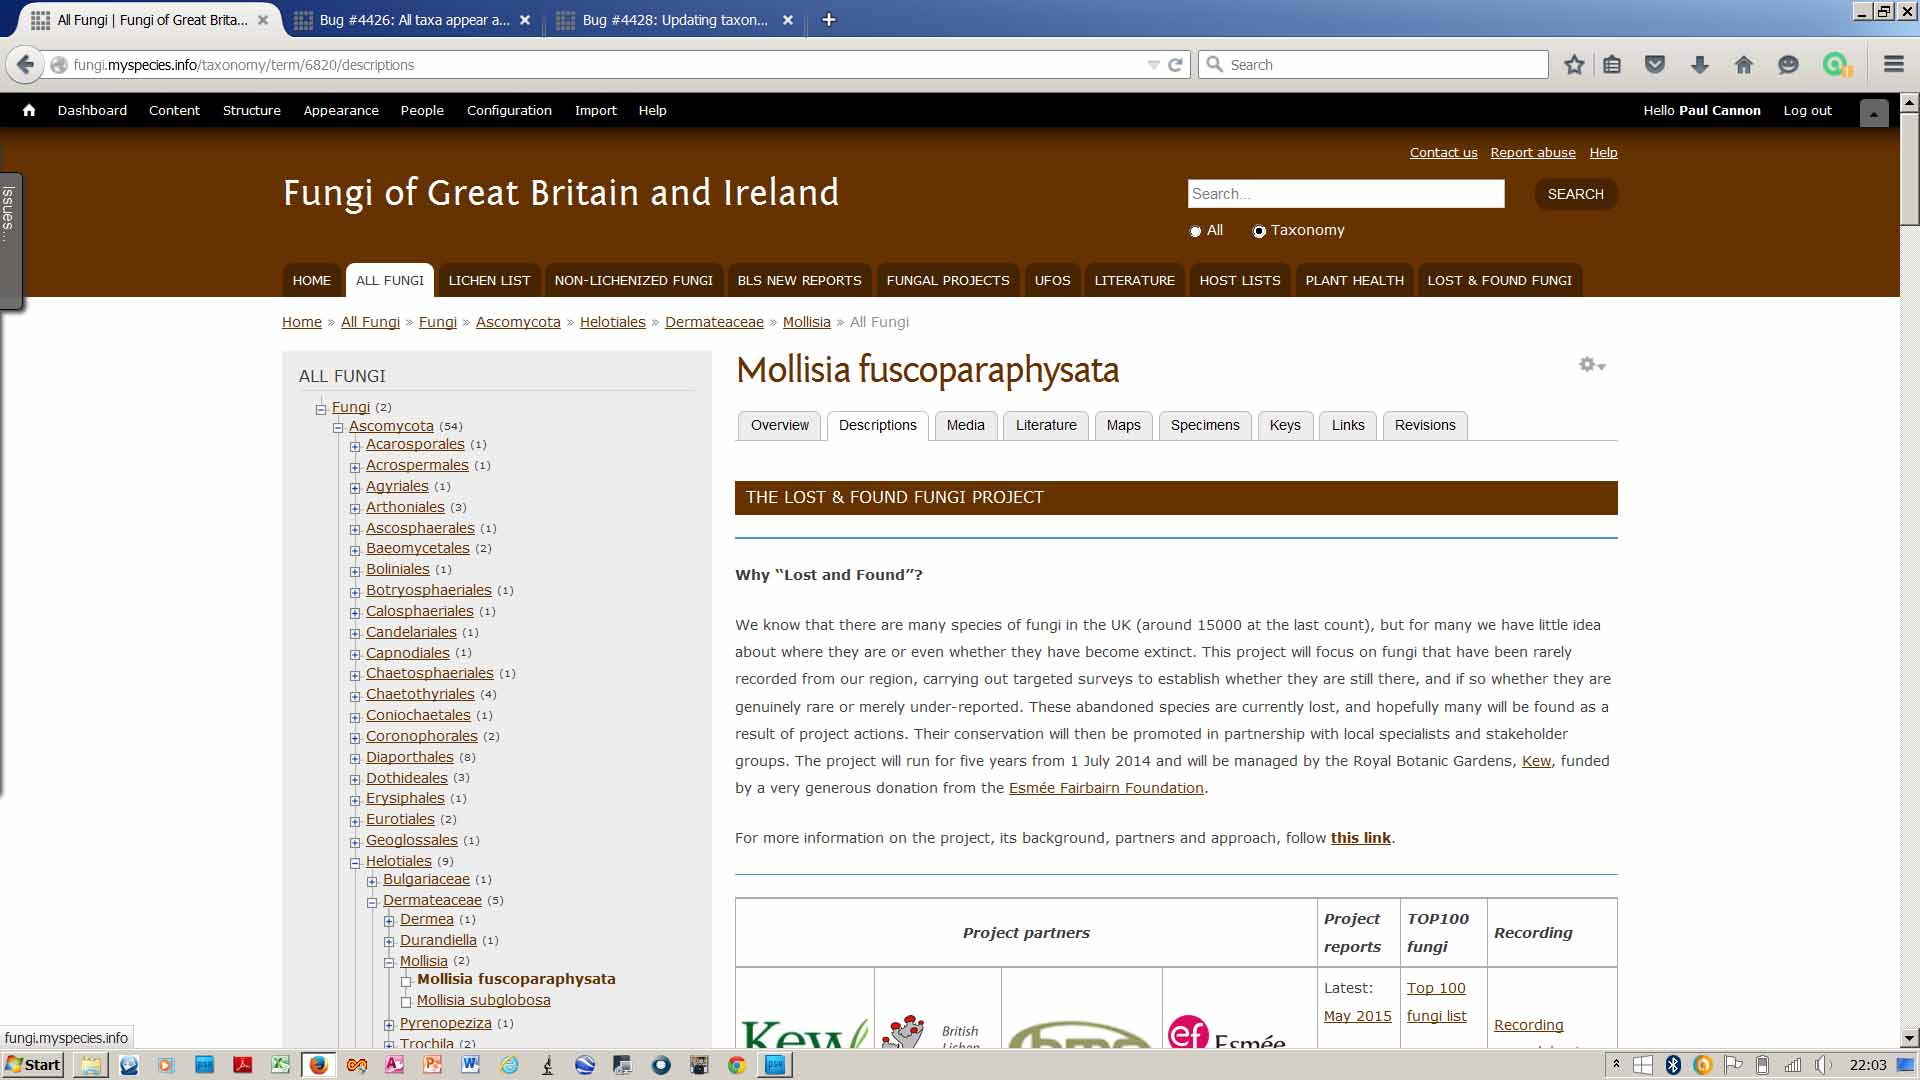 All Fungi | Fungi of Great Brita...
Bug #4426: All taxa appear a...
Bug #4428: Updating taxon...
fungi.myspecies.info/taxonomy/term/6820/descriptions
Search
Dashboard Content Structure Appearance People Configuration Import Help
Hello Paul Cannon Log out
Issues...
Contact us Report abuse Help
Fungi of Great Britain and Ireland
Search...
SEARCH
All Taxonomy
HOME ALL FUNGI LICHEN LIST NON-LICHENIZED FUNGI BLS NEW REPORTS FUNGAL PROJECTS UFOS LITERATURE HOST LISTS PLANT HEALTH LOST & FOUND FUNGI
Home » All Fungi » Fungi » Ascomycota » Helotiales » Dermateaceae » Mollisia » All Fungi
ALL FUNGI
Fungi (2)
Ascomycota (54)
Acarosporales (1)
Acrospermales (1)
Agyriales (1)
Arthoniales (3)
Ascosphaerales (1)
Baeomycetales (2)
Boliniales (1)
Botryosphaeriales (1)
Calosphaeriales (1)
Candelariales (1)
Capnodiales (1)
Chaetosphaeriales (1)
Chaetothyriales (4)
Coniochaetales (1)
Coronophorales (2)
Diaporthales (8)
Dothideales (3)
Erysiphales (1)
Eurotiales (2)
Geoglossales (1)
Helotiales (9)
Bulgariaceae (1)
Dermateaceae (5)
Dermea (1)
Durandiella (1)
Mollisia (2)
Mollisia fuscoparaphysata
Mollisia subglobosa
Pyrenopeziza (1)
Trochila (2)
Mollisia fuscoparaphysata
Overview Descriptions Media Literature Maps Specimens Keys Links Revisions
THE LOST & FOUND FUNGI PROJECT
Why “Lost and Found”?
We know that there are many species of fungi in the UK (around 15000 at the last count), but for many we have little idea
about where they are or even whether they have become extinct. This project will focus on fungi that have been rarely
recorded from our region, carrying out targeted surveys to establish whether they are still there, and if so whether they are
genuinely rare or merely under-reported. These abandoned species are currently lost, and hopefully many will be found as a
result of project actions. Their conservation will then be promoted in partnership with local specialists and stakeholder
groups. The project will run for five years from 1 July 2014 and will be managed by the Royal Botanic Gardens, Kew, funded
by a very generous donation from the Esmée Fairbairn Foundation.
For more information on the project, its background, partners and approach, follow this link.
Project partners
Project reports
TOP100 fungi
Recording
Kew
British
Lichen
ef Esmée
Latest:
May 2015
Top 100
fungi list
Recording
fungi.myspecies.info
Start
22:03